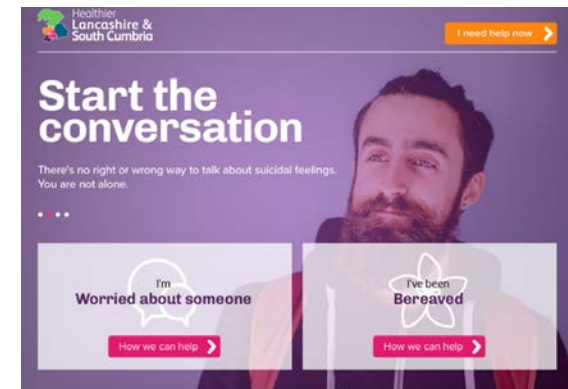 Healthier
Lancashire &
South Cumbria
I need help now
Start the
conversation
There's no right or wrong way to talk about suicidal feelings.
You are not alone.
I'm
Worried about someone
How we can help
I've been
Bereaved
How we can help